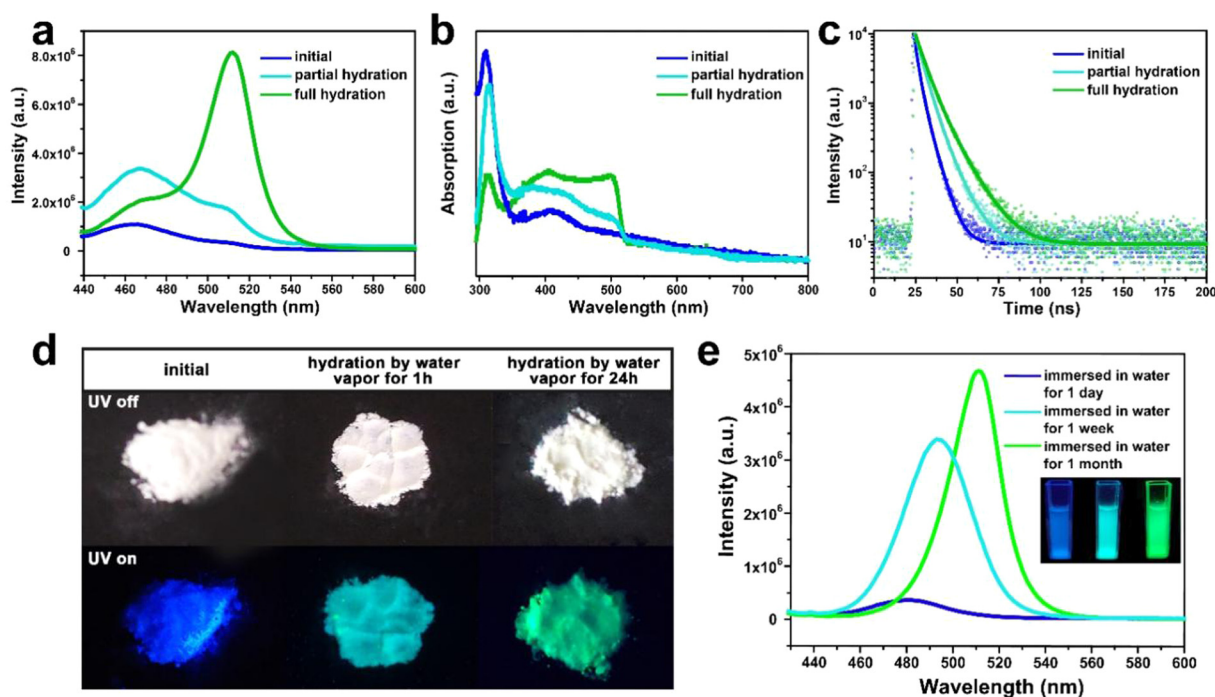 a
8.0x10⁶
6.0x10⁶
4.0x10⁶
2.0x10⁶
0
Intensity (a.u.)
initial
partial hydration
full hydration
440 460 480 500 520 540 560 580 600
Wavelength (nm)
b
Absorption (a.u.)
initial
partial hydration
full hydration
300 400 500 600 700 800
Wavelength (nm)
c
10⁴
10³
10²
10¹
Intensity (a.u.)
initial
partial hydration
full hydration
0 25 50 75 100 125 150 175 200
Time (ns)
d
initial
hydration by water
vapor for 1h
hydration by water
vapor for 24h
UV off
UV on
e
5x10⁶
4x10⁶
3x10⁶
2x10⁶
1x10⁶
0
Intensity (a.u.)
immersed in water
for 1 day
immersed in water
for 1 week
immersed in water
for 1 month
440 460 480 500 520 540 560 580 600
Wavelength (nm)